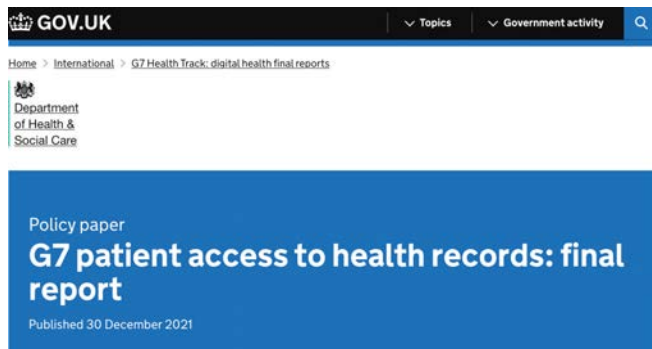 GOV.UK
Topics
Government activity
Home > International > G7 Health Track: digital health final reports
Department
of Health &
Social Care
Policy paper
G7 patient access to health records: final
report
Published 30 December 2021